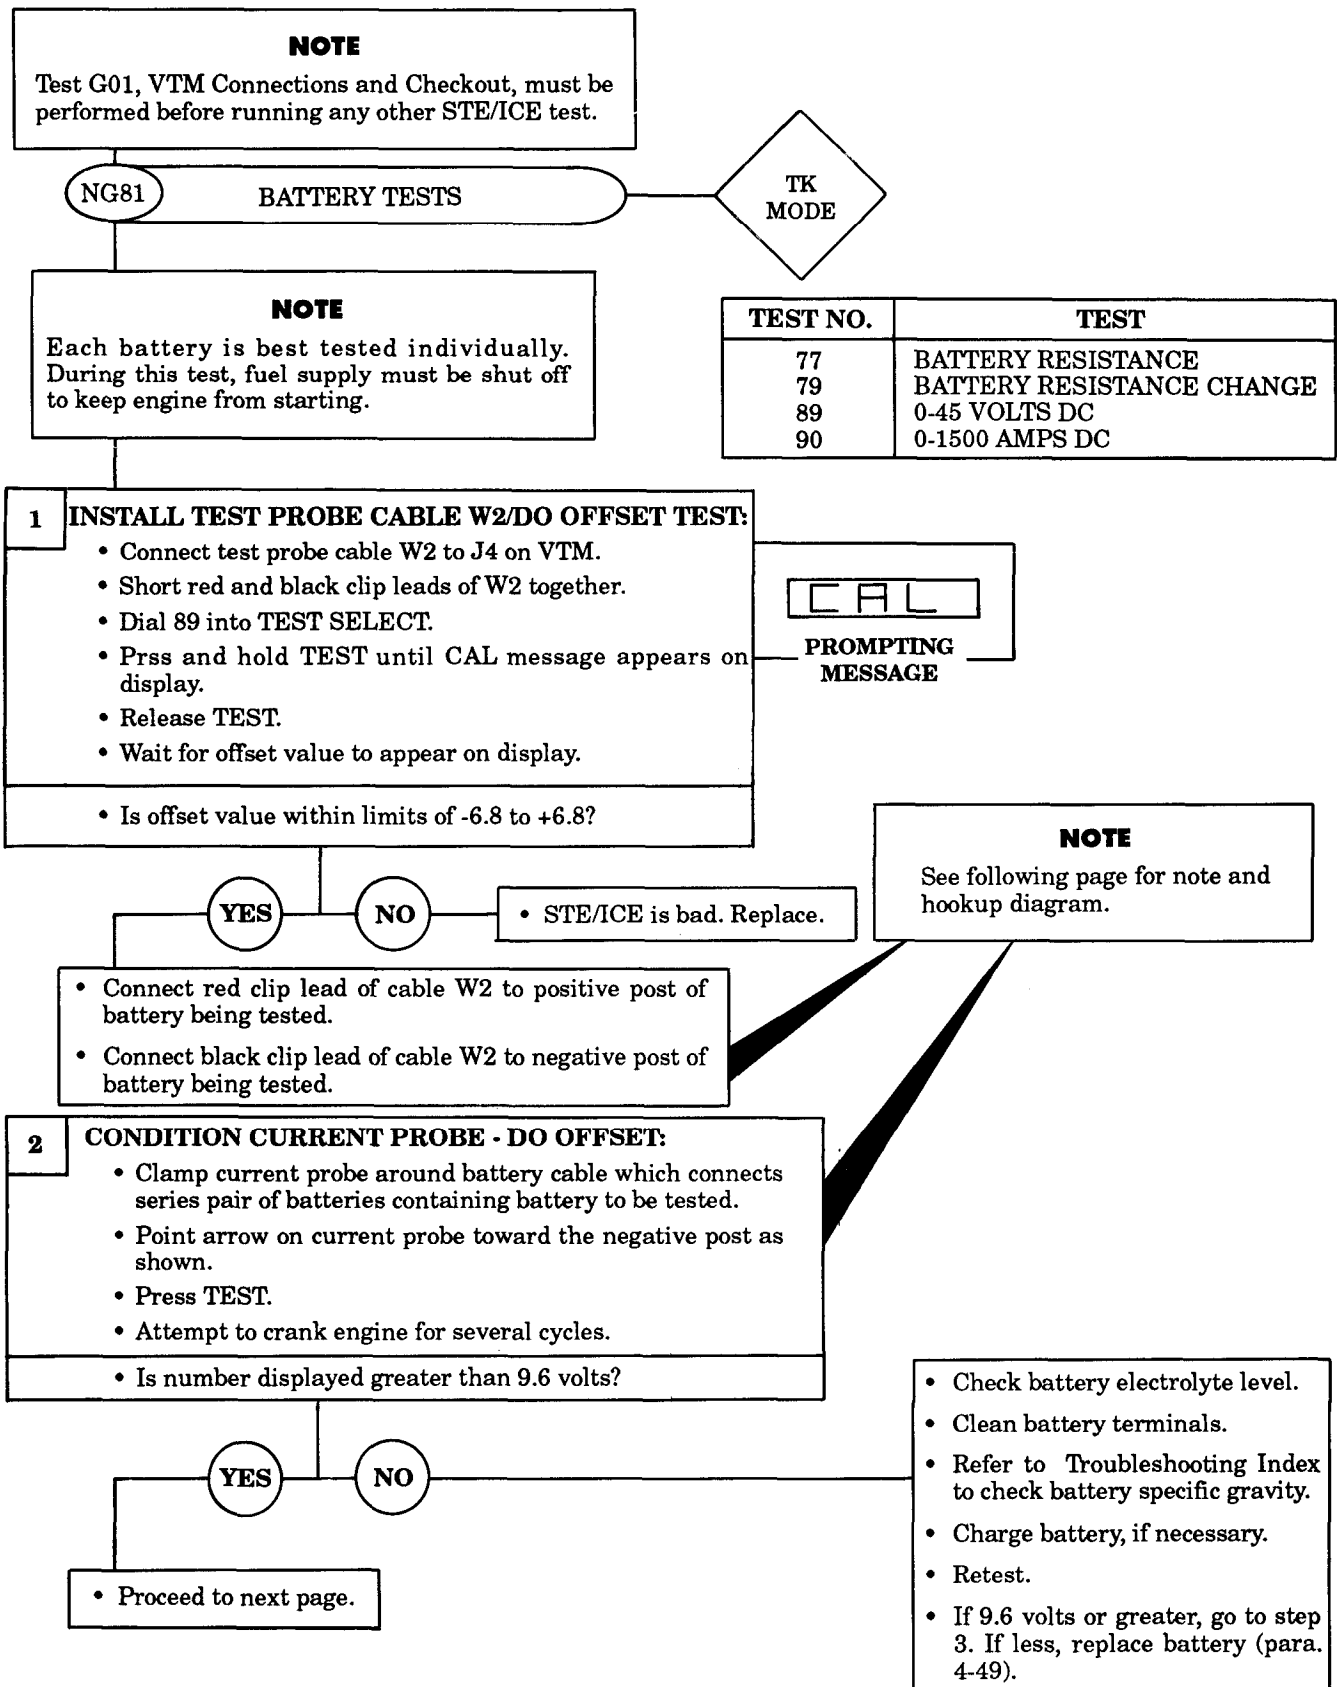 NOTE
Test G01, VTM Connections and Checkout, must be
performed before running any other STE/ICE test.
NG81
BATTERY TESTS
TK
MODE
NOTE
Each battery is best tested individually.
During this test, fuel supply must be shut off
to keep engine from starting.
TEST NO. TEST
77 BATTERY RESISTANCE
79 BATTERY RESISTANCE CHANGE
89 0-45 VOLTS DC
90 0-1500 AMPS DC
1 INSTALL TEST PROBE CABLE W2/DO OFFSET TEST:
• Connect test probe cable W2 to J4 on VTM.
• Short red and black clip leads of W2 together.
• Dial 89 into TEST SELECT.
• Prss and hold TEST until CAL message appears on
display.
• Release TEST.
• Wait for offset value to appear on display.
• Is offset value within limits of -6.8 to +6.8?
CAL
PROMPTING
MESSAGE
YES
NO
• STE/ICE is bad. Replace.
NOTE
See following page for note and
hookup diagram.
• Connect red clip lead of cable W2 to positive post of
battery being tested.
• Connect black clip lead of cable W2 to negative post of
battery being tested.
2 CONDITION CURRENT PROBE - DO OFFSET:
• Clamp current probe around battery cable which connects
series pair of batteries containing battery to be tested.
• Point arrow on current probe toward the negative post as
shown.
• Press TEST.
• Attempt to crank engine for several cycles.
• Is number displayed greater than 9.6 volts?
YES
NO
• Proceed to next page.
• Check battery electrolyte level.
• Clean battery terminals.
• Refer to Troubleshooting Index
to check battery specific gravity.
• Charge battery, if necessary.
• Retest.
• If 9.6 volts or greater, go to step
3. If less, replace battery (para.
4-49).